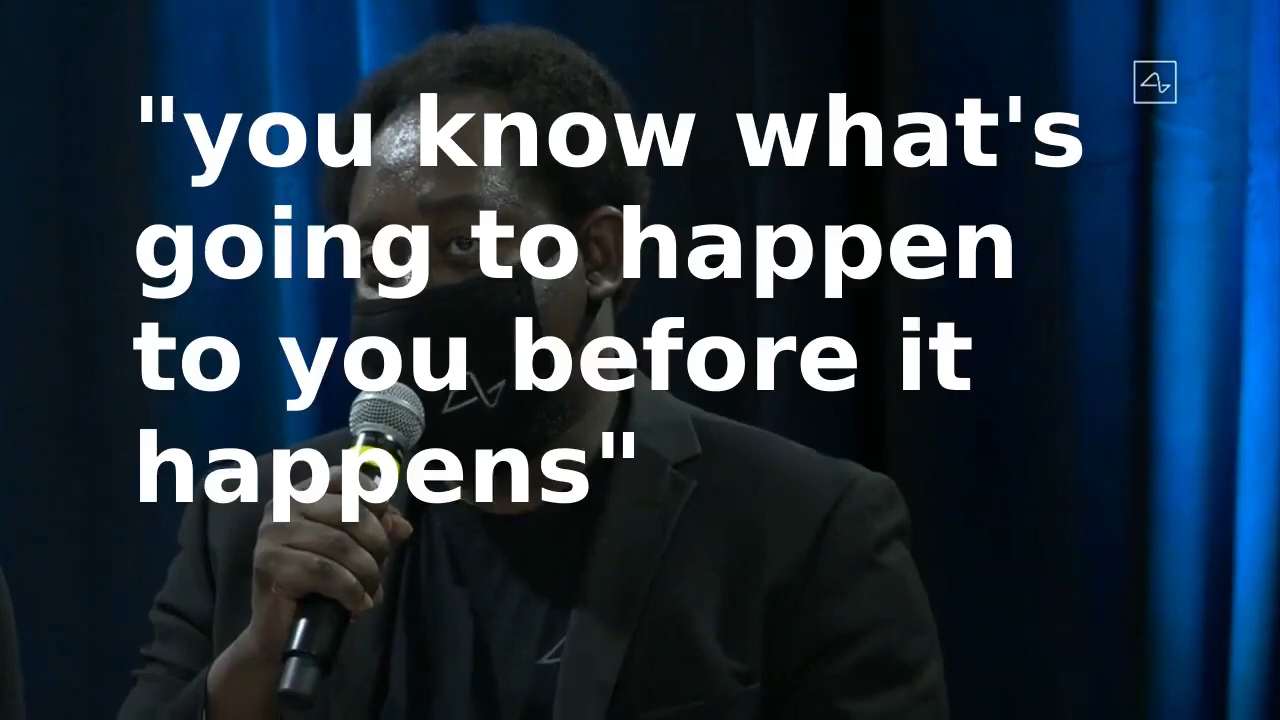 "you know what's
going to happen
to you before it
happens"